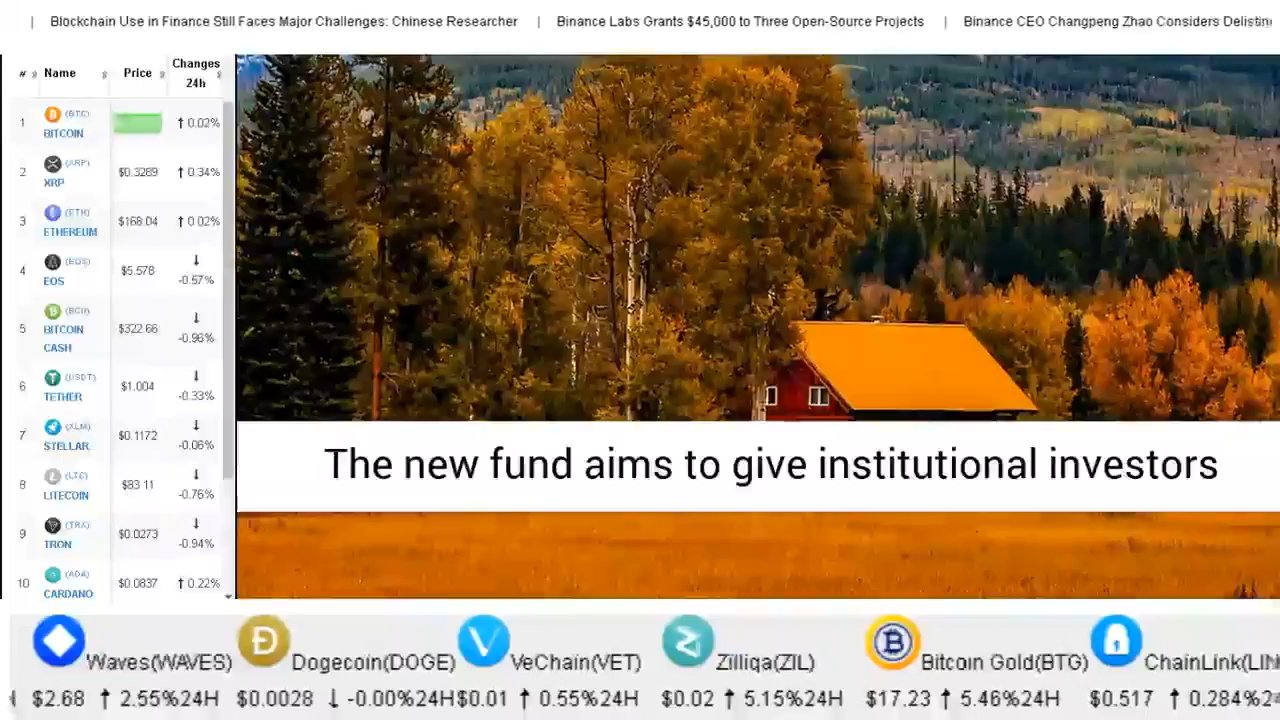 | Blockchain Use in Finance Still Faces Major Challenges: Chinese Researcher | Binance Labs Grants $45,000 to Three Open-Source Projects | Binance CEO Changpeng Zhao Considers Delisting
# Name Price Changes 24h
1 (BTC) BITCOIN ↑ 0.02%
2 (XRP) XRP $0.3289 ↑ 0.34%
3 (ETH) ETHEREUM $168.04 ↑ 0.02%
4 (EOS) EOS $5.578 ↓ -0.57%
5 (BCH) BITCOIN CASH $322.66 ↓ -0.96%
6 (USDT) TETHER $1.004 ↓ -0.33%
7 (XLM) STELLAR $0.1172 ↓ -0.06%
8 (LTC) LITECOIN $83.11 ↓ -0.76%
9 (TRX) TRON $0.0273 ↓ -0.94%
10 (ADA) CARDANO $0.0837 ↑ 0.22%
The new fund aims to give institutional investors
Waves(WAVES) Dogecoin(DOGE) VeChain(VET) Zilliqa(ZIL) Bitcoin Gold(BTG) ChainLink(LIN
$2.68 ↑ 2.55%24H $0.0028 ↓ -0.00%24H $0.01 ↑ 0.55%24H $0.02 ↑ 5.15%24H $17.23 ↑ 5.46%24H $0.517 ↑ 0.284%2